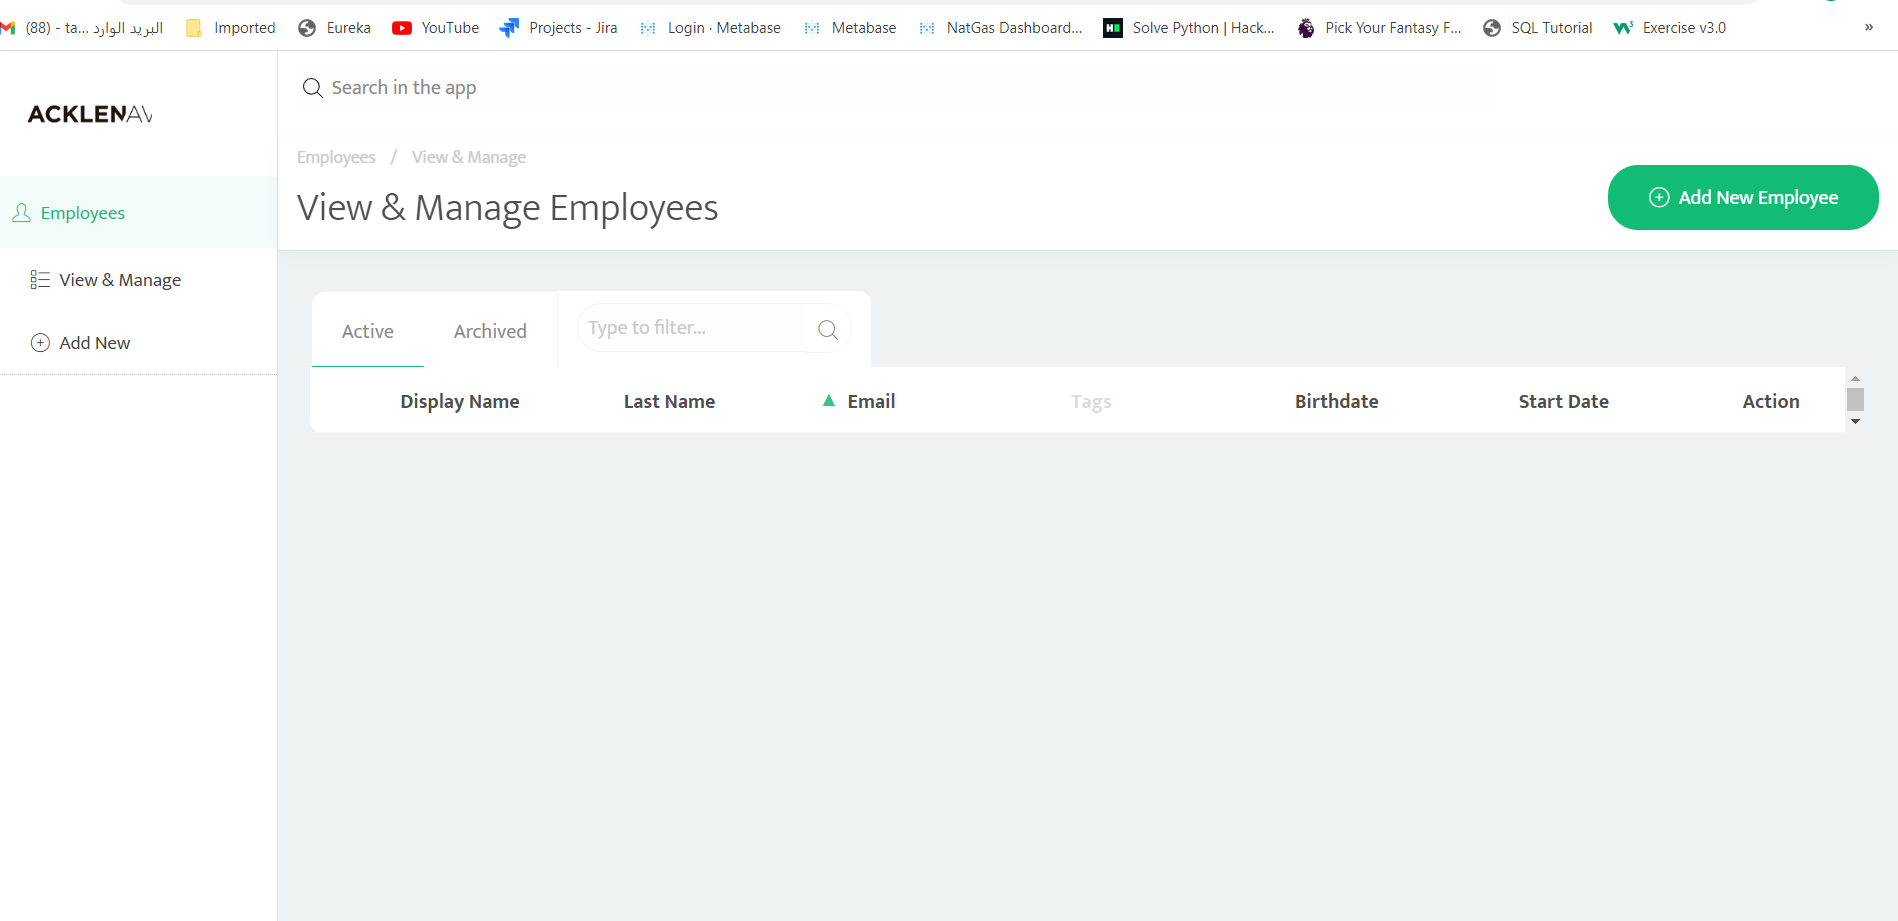 (88) - ta... البريد الوارد Imported Eureka YouTube Projects - Jira Login · Metabase Metabase NatGas Dashboard... Solve Python | Hack... Pick Your Fantasy F... SQL Tutorial Exercise v3.0 »
Search in the app
ACKLENAV
Employees / View & Manage
View & Manage Employees
Add New Employee
Employees
View & Manage
Add New
Active Archived Type to filter...
Display Name Last Name Email Tags Birthdate Start Date Action